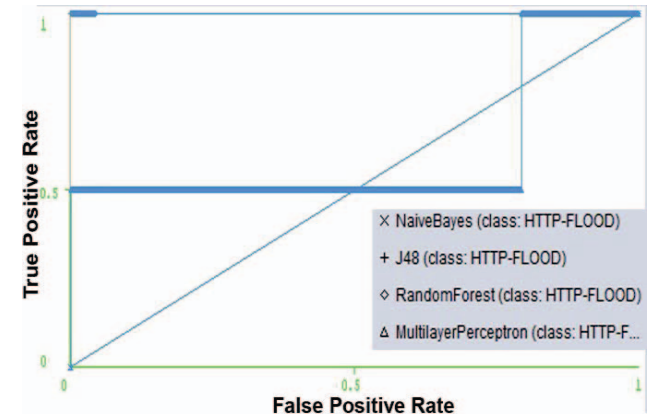 1
True Positive Rate
0.5
× NaiveBayes (class: HTTP-FLOOD)
+ J48 (class: HTTP-FLOOD)
◇ RandomForest (class: HTTP-FLOOD)
△ MultilayerPerceptron (class: HTTP-F...
0
0 0.5 1
False Positive Rate